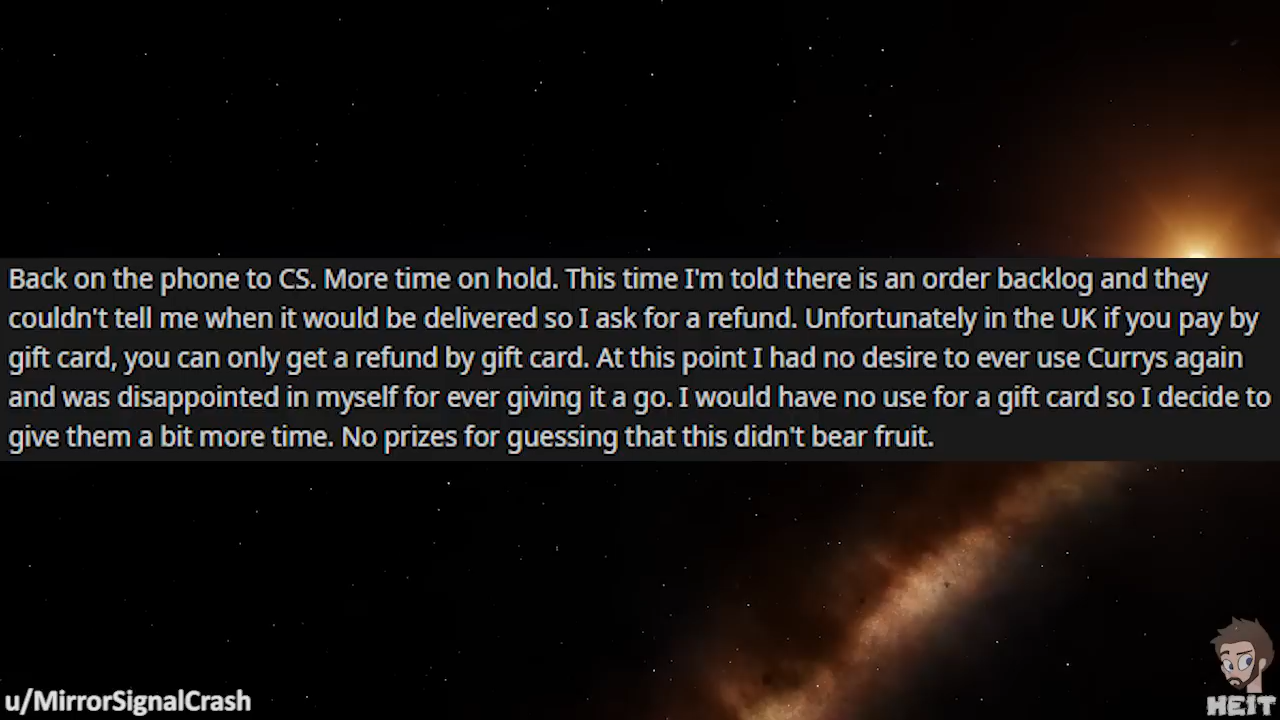 Back on the phone to CS. More time on hold. This time I'm told there is an order backlog and they
couldn't tell me when it would be delivered so I ask for a refund. Unfortunately in the UK if you pay by
gift card, you can only get a refund by gift card. At this point I had no desire to ever use Currys again
and was disappointed in myself for ever giving it a go. I would have no use for a gift card so I decide to
give them a bit more time. No prizes for guessing that this didn't bear fruit.
u/MirrorSignalCrash
HEIT